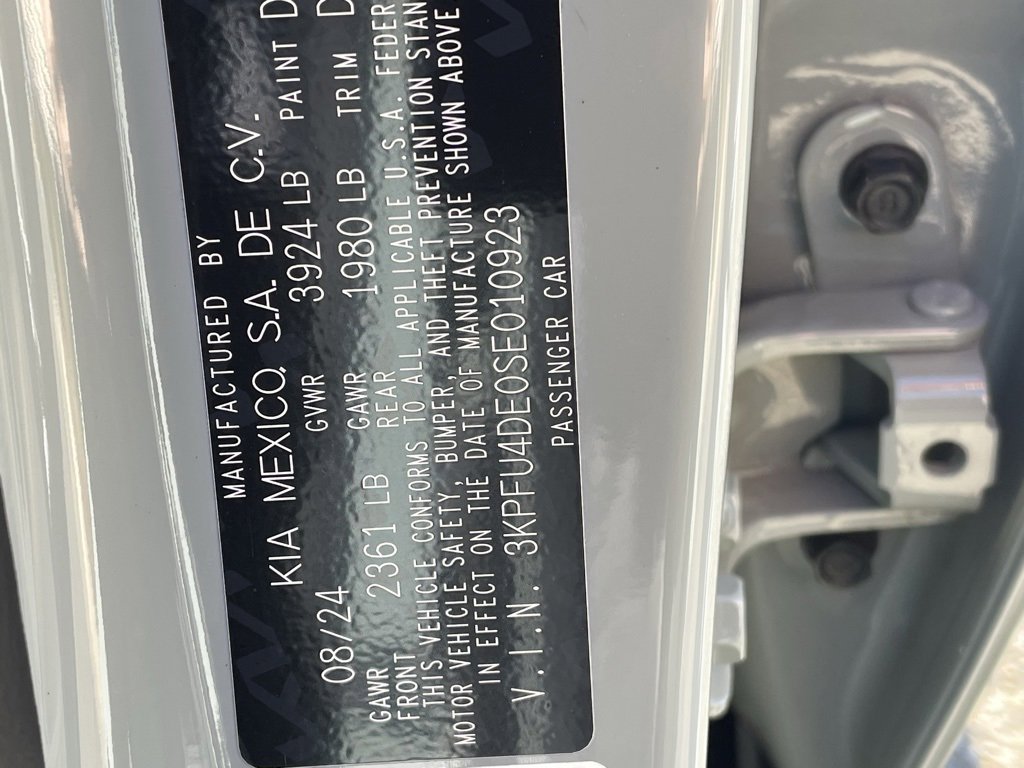 MANUFACTURED BY
KIA MEXICO, S.A. DE C.V.
08/24 GVWR 3924 LB PAINT D
GAWR FRONT 2361 LB GAWR REAR 1980 LB TRIM D
THIS VEHICLE CONFORMS TO ALL APPLICABLE U.S.A. FEDER
MOTOR VEHICLE SAFETY, BUMPER, AND THEFT PREVENTION STAN
IN EFFECT ON THE DATE OF MANUFACTURE SHOWN ABOVE
V.I.N. 3KPFU4DE0SE010923
PASSENGER CAR